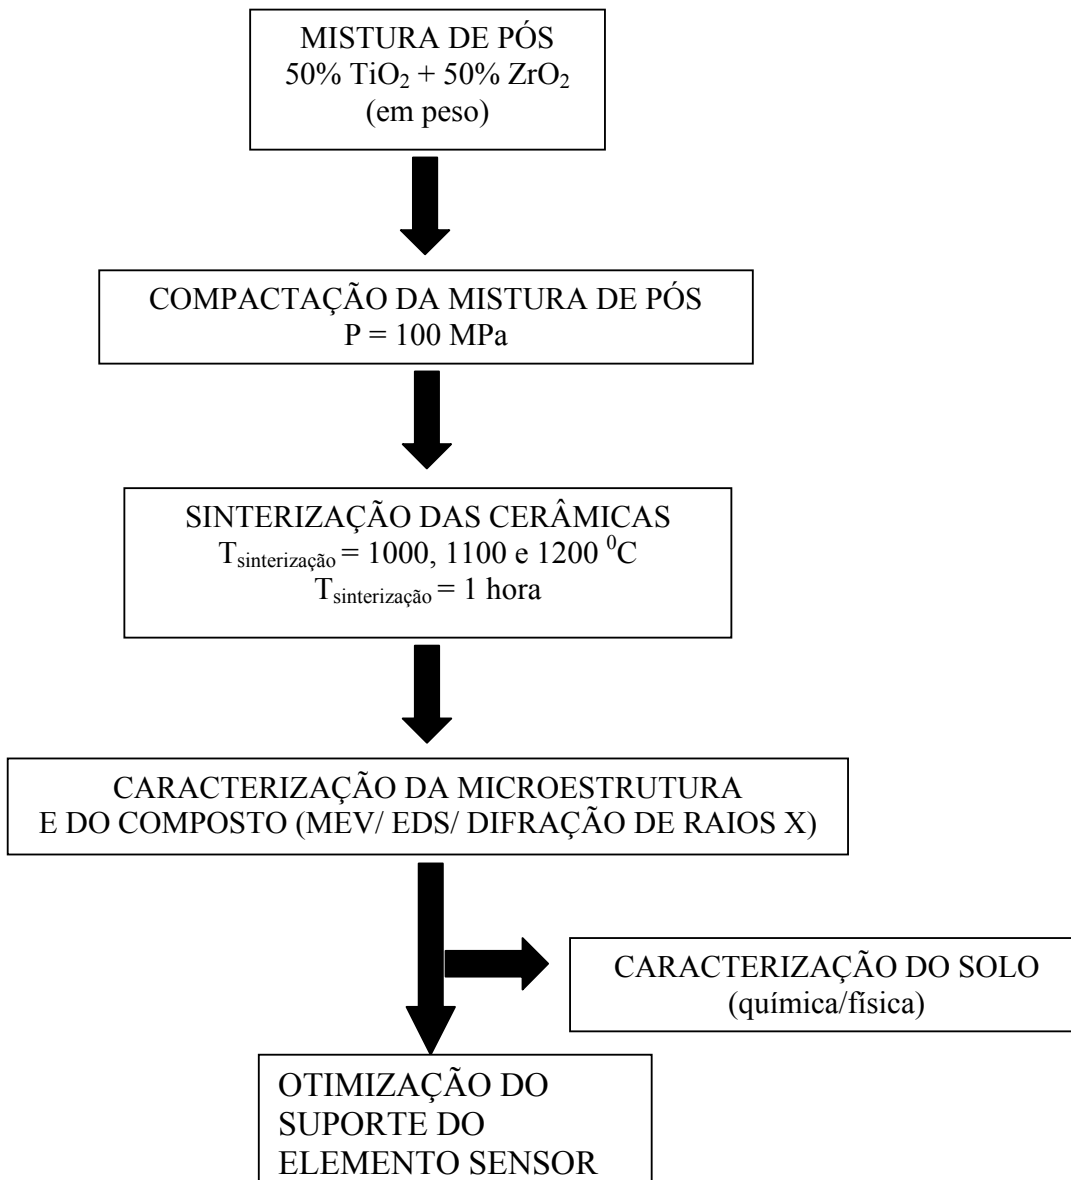 MISTURA DE PÓS
50% TiO₂ + 50% ZrO₂
(em peso)
COMPACTAÇÃO DA MISTURA DE PÓS
P = 100 MPa
SINTERIZAÇÃO DAS CERÂMICAS
Tsinterização = 1000, 1100 e 1200 ⁰C
Tsinterização = 1 hora
CARACTERIZAÇÃO DA MICROESTRUTURA
E DO COMPOSTO (MEV/ EDS/ DIFRAÇÃO DE RAIOS X)
CARACTERIZAÇÃO DO SOLO
(química/física)
OTIMIZAÇÃO DO
SUPORTE DO
ELEMENTO SENSOR